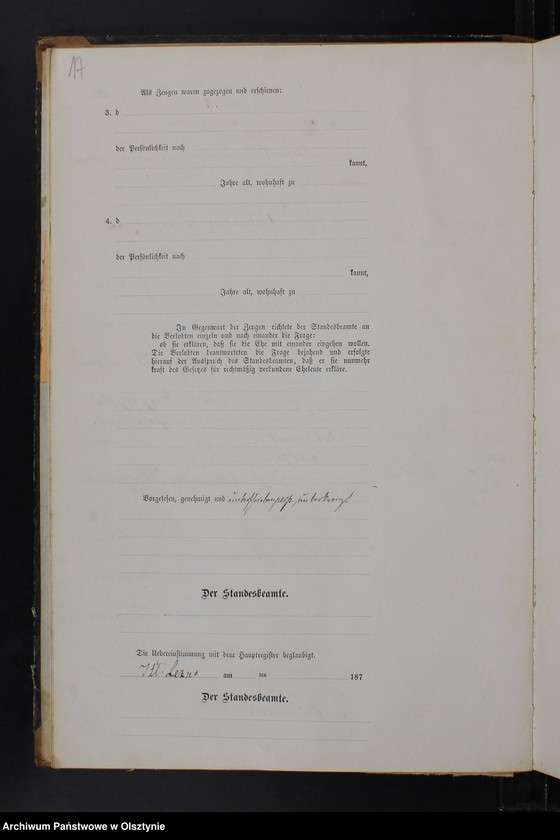 17
Als Zeugen waren zugezogen und erschienen:
3. d
der Persönlichkeit nach
kannt,
Jahre alt, wohnhaft zu
4. d
der Persönlichkeit nach
kannt,
Jahre alt, wohnhaft zu
In Gegenwart der Zeugen richtete der Standesbeamte an
die Verlobten einzeln und nach einander die Frage:
ob sie erklären, daß sie die Ehe mit einander eingehen wollen.
Die Verlobten beantworteten die Frage bejahend und erfolgte
hierauf der Ausspruch des Standesbeamten, daß er sie nunmehr
kraft des Gesetzes für rechtmäßig verbundene Eheleute erkläre.
Vorgelesen, genehmigt und
Der Standesbeamte.
Die Uebereinstimmung mit dem Hauptregister beglaubigt.
Kl Lezno am ten 187
Der Standesbeamte.
Archiwum Państwowe w Olsztynie